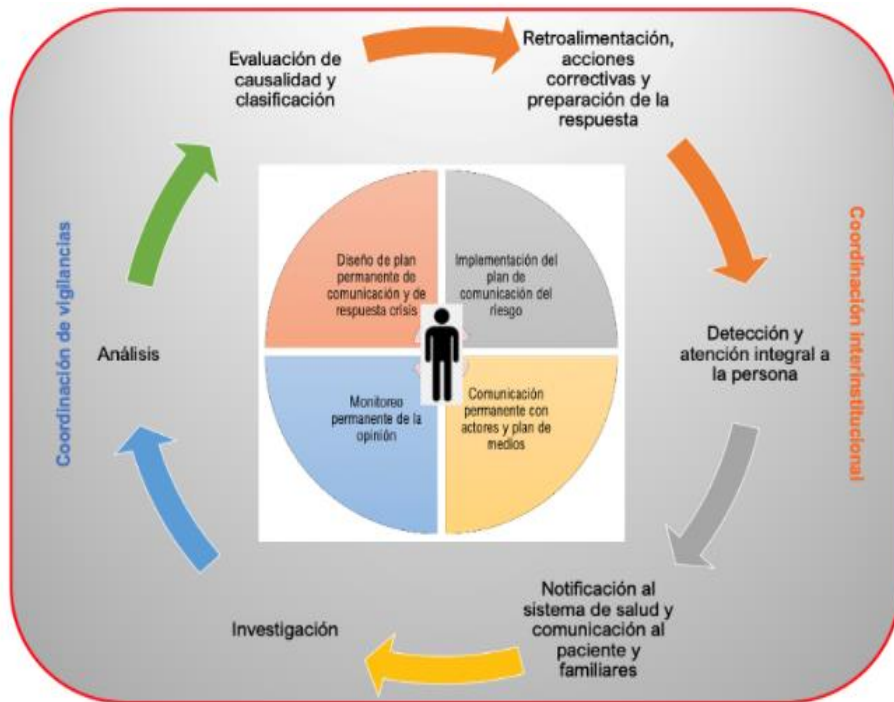 Evaluación de
causalidad y
clasificación
Retroalimentación,
acciones
correctivas y
preparación de la
respuesta
Detección y
atención integral a
la persona
Notificación al
sistema de salud y
comunicación al
paciente y
familiares
Investigación
Análisis
Coordinación de vigilancias
Coordinación interinstitucional
Diseño de plan
permanente de
comunicación y de
respuesta crisis
Implementación del
plan de
comunicación del
riesgo
Monitoreo
permanente de la
opinión
Comunicación
permanente con
actores y plan de
medios